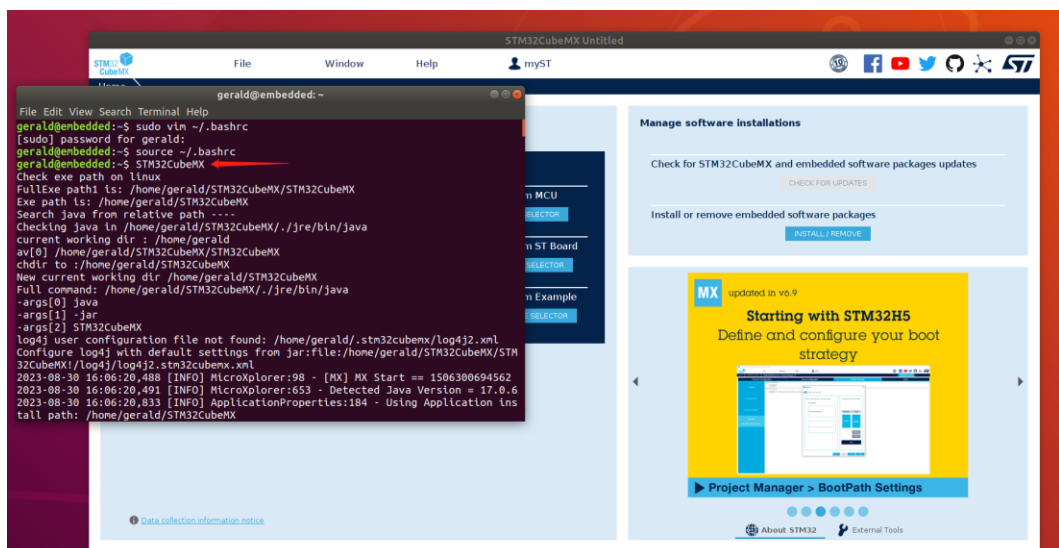 STM32CubeMX Untitled
STM32
CubeMX
File
Window
Help
myST
Home
gerald@embedded: ~
File Edit View Search Terminal Help
gerald@embedded:~$ sudo vim ~/.bashrc
[sudo] password for gerald:
gerald@embedded:~$ source ~/.bashrc
gerald@embedded:~$ STM32CubeMX
Check exe path on linux
FullExe path1 is: /home/gerald/STM32CubeMX/STM32CubeMX
Exe path is: /home/gerald/STM32CubeMX
Search java from relative path ----
Checking java in /home/gerald/STM32CubeMX/./jre/bin/java
current working dir : /home/gerald
av[0] /home/gerald/STM32CubeMX/STM32CubeMX
chdir to :/home/gerald/STM32CubeMX
New current working dir /home/gerald/STM32CubeMX
Full command: /home/gerald/STM32CubeMX/./jre/bin/java
-args[0] java
-args[1] -jar
-args[2] STM32CubeMX
log4j user configuration file not found: /home/gerald/.stm32cubemx/log4j2.xml
Configure log4j with default settings from jar:file:/home/gerald/STM32CubeMX/STM
32CubeMX!/log4j/log4j2.stm32cubemx.xml
2023-08-30 16:06:20,488 [INFO] MicroXplorer:98 - [MX] MX Start == 1506300694562
2023-08-30 16:06:20,491 [INFO] MicroXplorer:653 - Detected Java Version = 17.0.6
2023-08-30 16:06:20,833 [INFO] ApplicationProperties:184 - Using Application ins
tall path: /home/gerald/STM32CubeMX
m MCU
SELECTOR
m ST Board
SELECTOR
m Example
SELECTOR
Data collection information notice
Manage software installations
Check for STM32CubeMX and embedded software packages updates
CHECK FOR UPDATES
Install or remove embedded software packages
INSTALL / REMOVE
MX updated in v6.9
Starting with STM32H5
Define and configure your boot
strategy
Project Manager > BootPath Settings
About STM32
External Tools